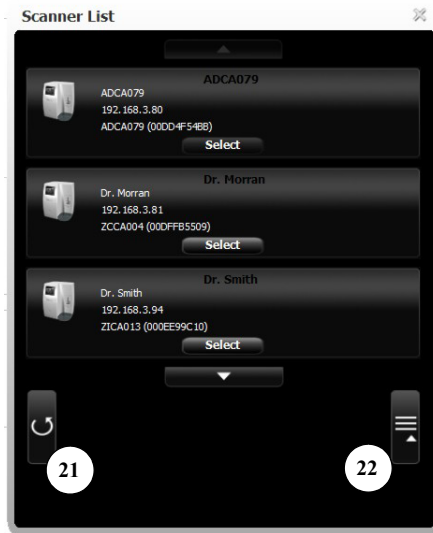 Scanner List
ADCA079
ADCA079
192.168.3.80
ADCA079 (00DD4F54BB)
Select
Dr. Morran
Dr. Morran
192.168.3.81
ZCCA004 (00DFFB5509)
Select
Dr. Smith
Dr. Smith
192.168.3.94
ZICA013 (000EE99C10)
Select
21
22